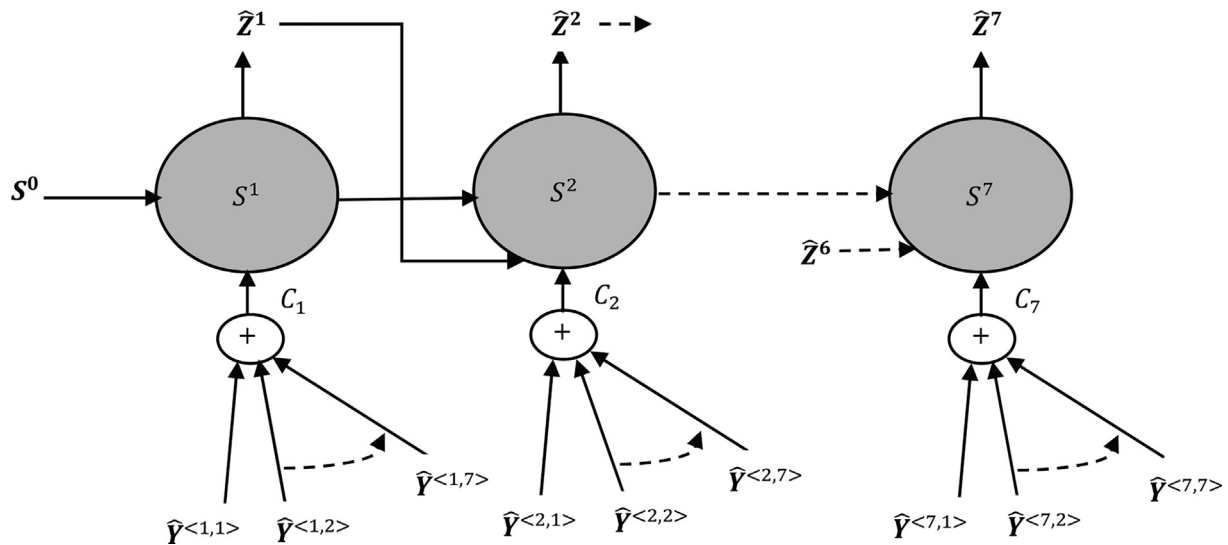 Ẑ¹ Ẑ² Ẑ⁷
S⁰ S¹ S² S⁷
Ẑ⁶
C₁ C₂ C₇
+ + +
Ŷ<1,7> Ŷ<2,7> Ŷ<7,7>
Ŷ<1,1> Ŷ<1,2> Ŷ<2,1> Ŷ<2,2> Ŷ<7,1> Ŷ<7,2>